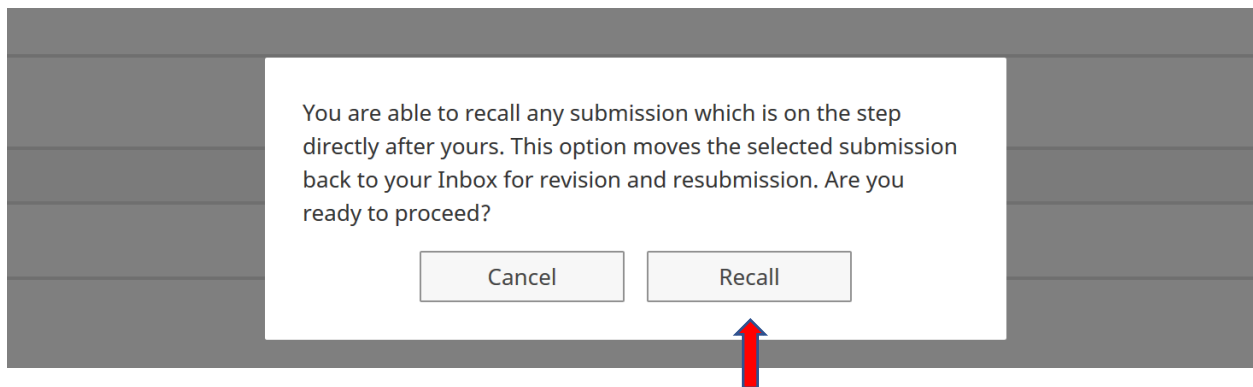 You are able to recall any submission which is on the step
directly after yours. This option moves the selected submission
back to your Inbox for revision and resubmission. Are you
ready to proceed?
Cancel
Recall